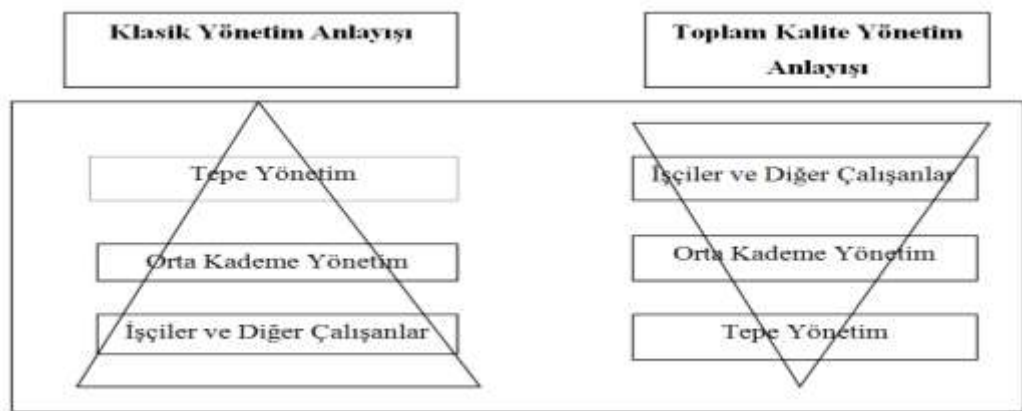 Klasik Yönetim Anlayışı
Toplam Kalite Yönetim
Anlayışı
Tepe Yönetim
Orta Kademe Yönetim
İşçiler ve Diğer Çalışanlar
İşçiler ve Diğer Çalışanlar
Orta Kademe Yönetim
Tepe Yönetim